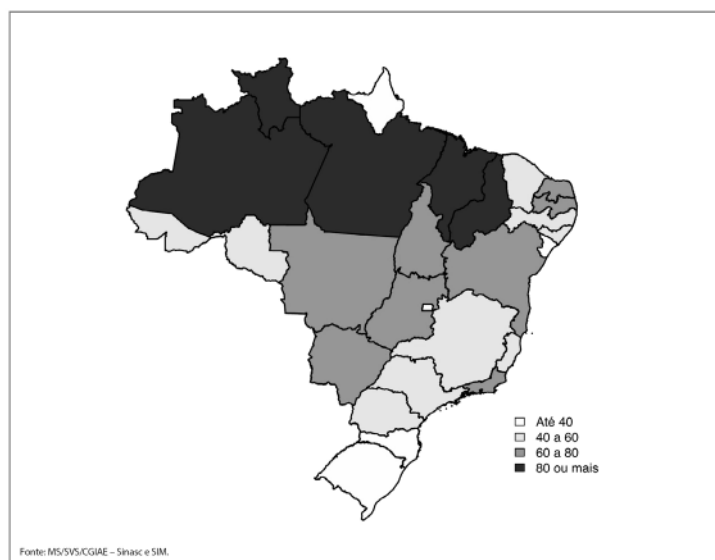 Até 40
40 a 60
60 a 80
80 ou mais
Fonte: MS/SVS/CGIAE – Sinasc e SIM.